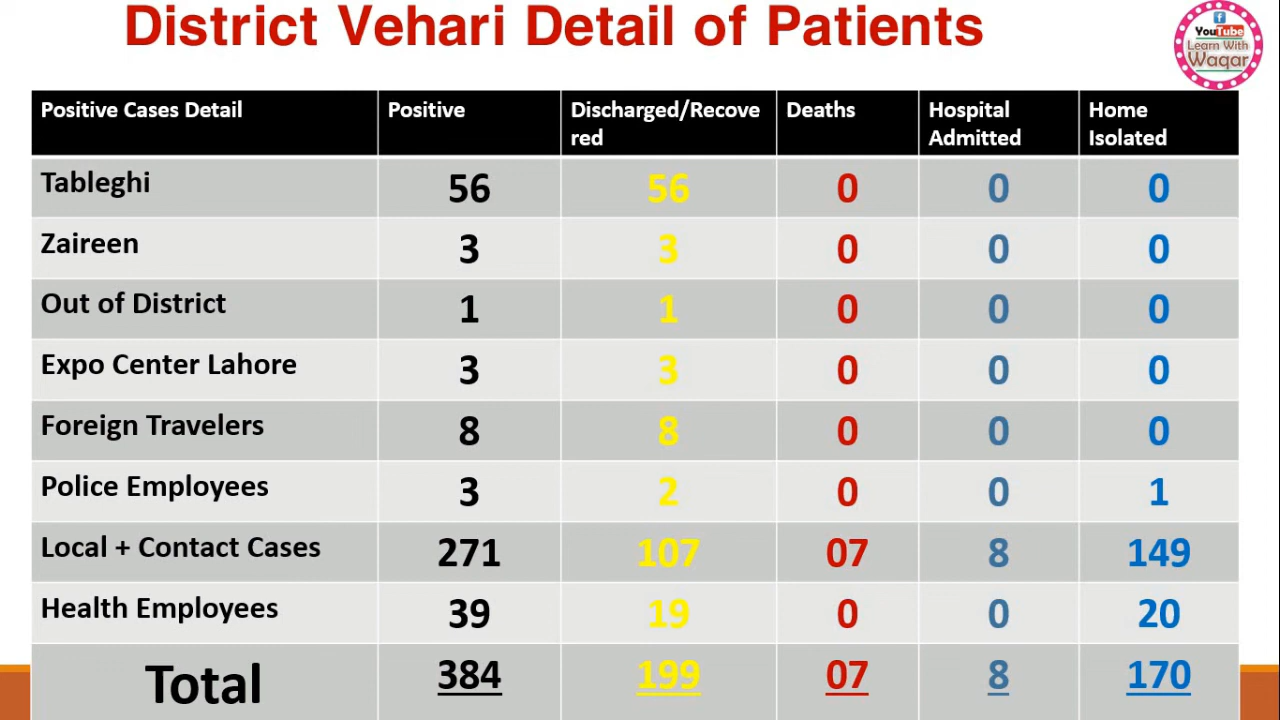 District Vehari Detail of Patients
f
YouTube
Learn With
Waqar
Positive Cases Detail Positive Discharged/Recove Deaths Hospital Home
red Admitted Isolated
Tableghi 56 56 0 0 0
Zaireen 3 3 0 0 0
Out of District 1 1 0 0 0
Expo Center Lahore 3 3 0 0 0
Foreign Travelers 8 8 0 0 0
Police Employees 3 2 0 0 1
Local + Contact Cases 271 107 07 8 149
Health Employees 39 19 0 0 20
Total 384 199 07 8 170